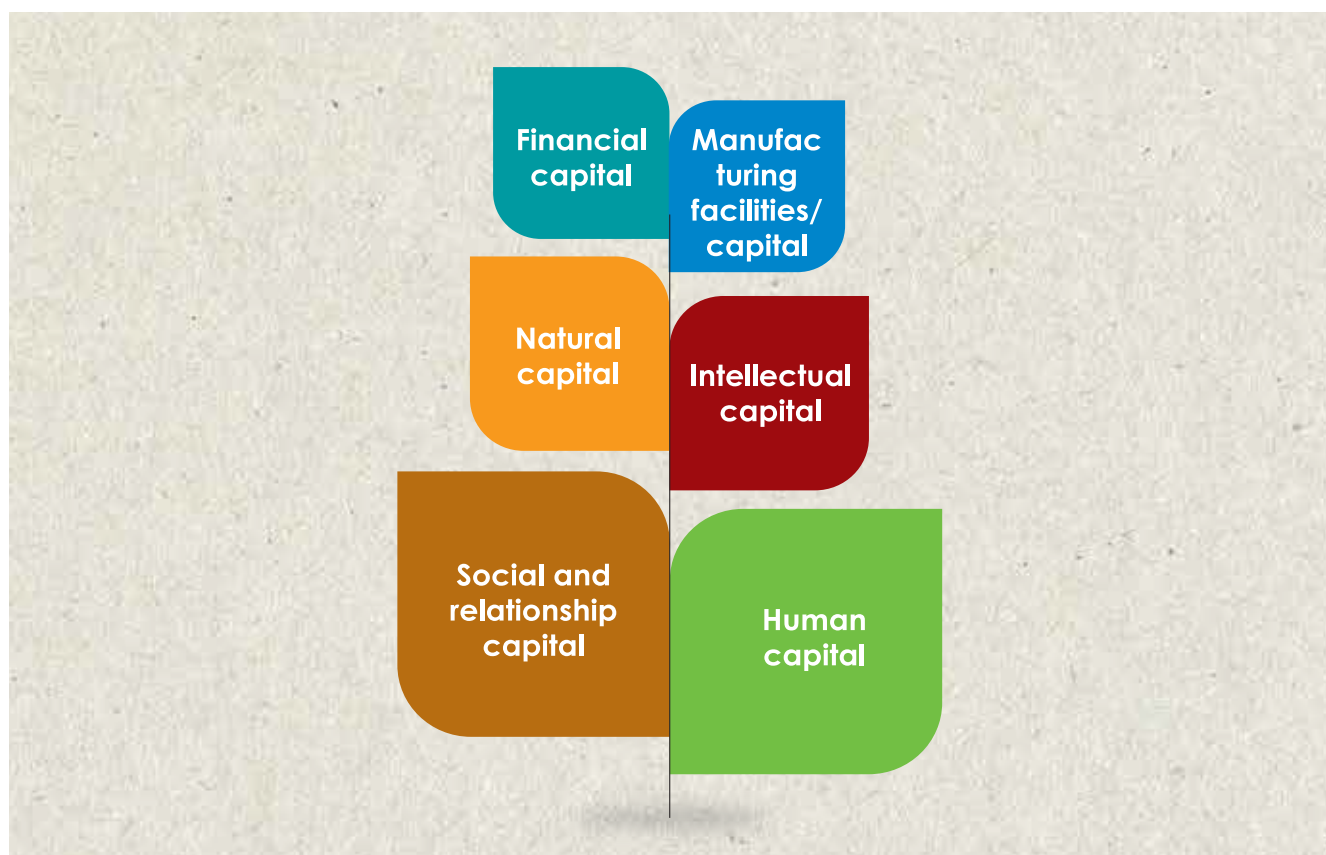 Financial
capital
Manufac
turing
facilities/
capital
Natural
capital
Intellectual
capital
Social and
relationship
capital
Human
capital